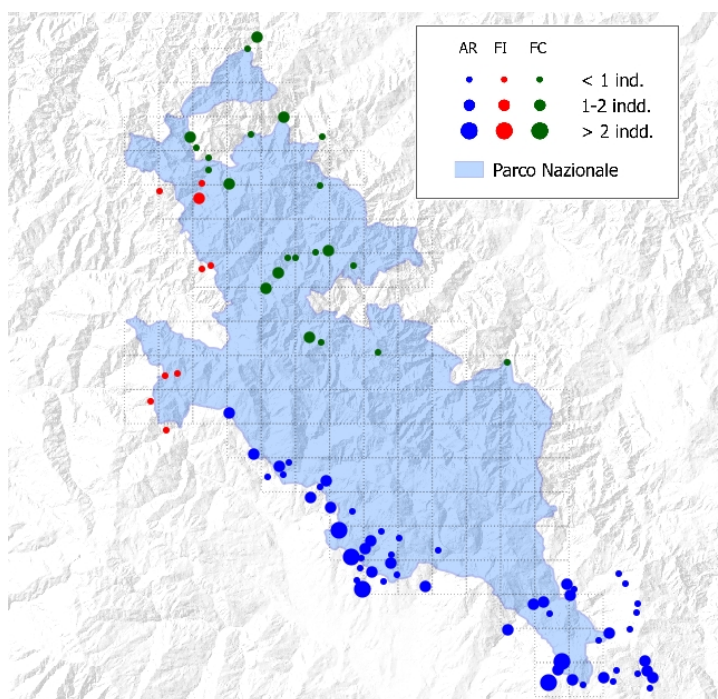 AR FI FC
< 1 ind.
1-2 indd.
> 2 indd.
Parco Nazionale